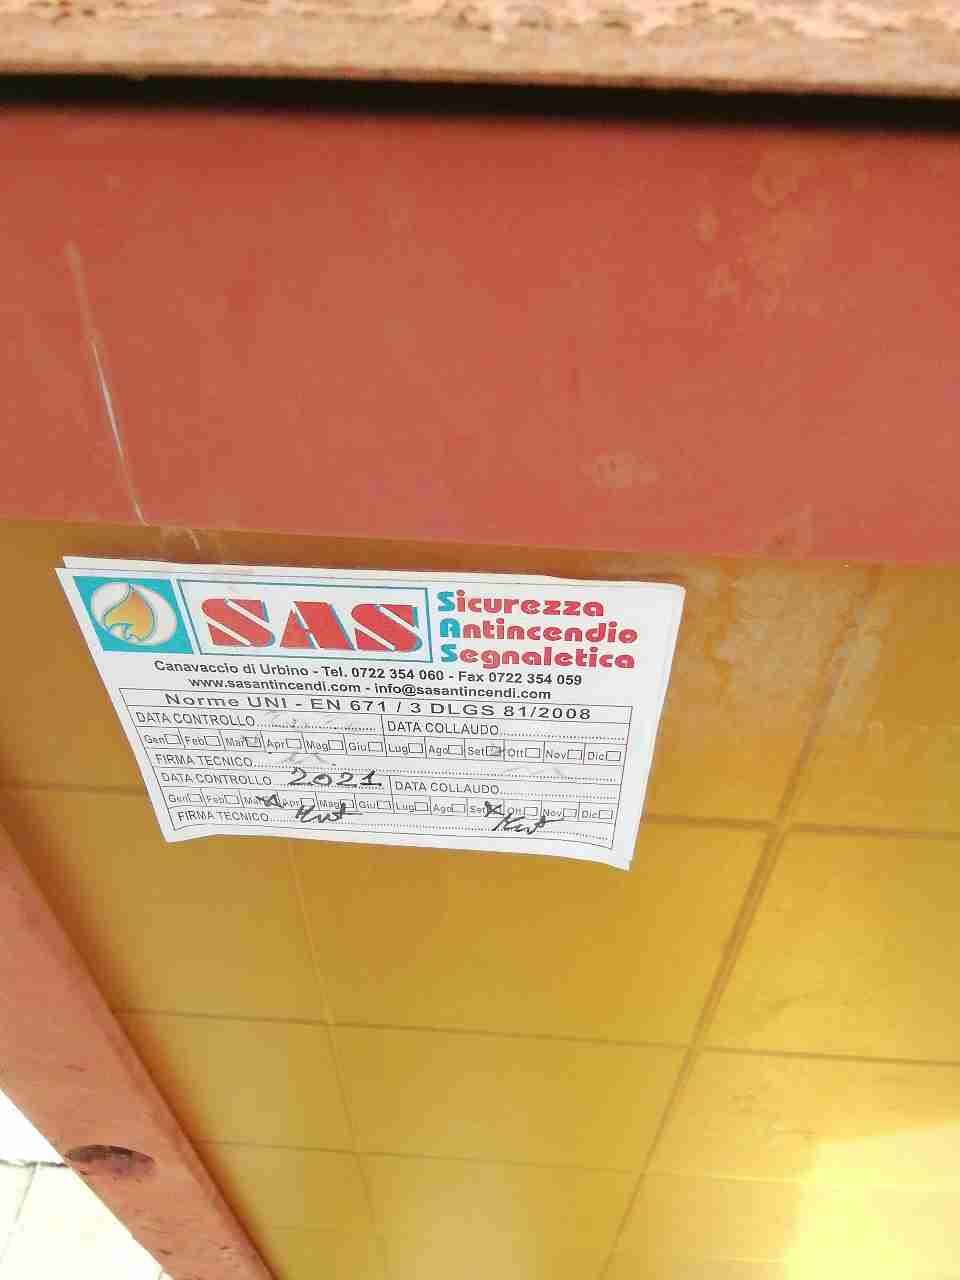 SAS Sicurezza
Antincendio
Segnaletica
Canavaccio di Urbino - Tel. 0722 354 060 - Fax 0722 354 059
www.sasantincendi.com - info@sasantincendi.com
Norme UNI - EN 671 / 3 DLGS 81/2008
DATA CONTROLLO DATA COLLAUDO
Gen Feb Mar Apr Mag Giu Lug Ago Set Ott Nov Dic
FIRMA TECNICO
DATA CONTROLLO 2021 DATA COLLAUDO
Gen Feb Mar Apr Mag Giu Lug Ago Set Ott Nov Dic
FIRMA TECNICO